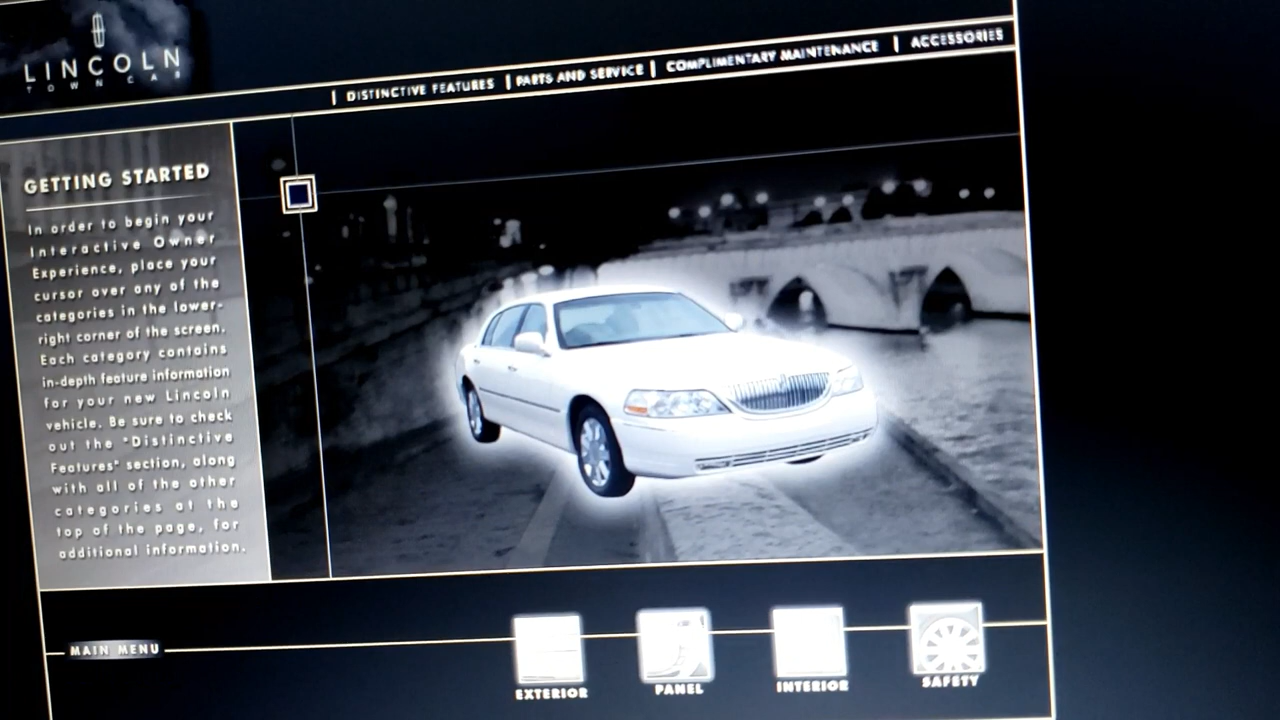 LINCOLN
TOWN CAR
| DISTINCTIVE FEATURES | PARTS AND SERVICE | COMPLIMENTARY MAINTENANCE | ACCESSORIES
GETTING STARTED
In order to begin your
Interactive Owner
Experience, place your
cursor over any of the
categories in the lower-
right corner of the screen.
Each category contains
in-depth feature information
for your new Lincoln
vehicle. Be sure to check
out the "Distinctive
Features" section, along
with all of the other
categories at the
top of the page, for
additional information.
MAIN MENU
EXTERIOR
PANEL
INTERIOR
SAFETY